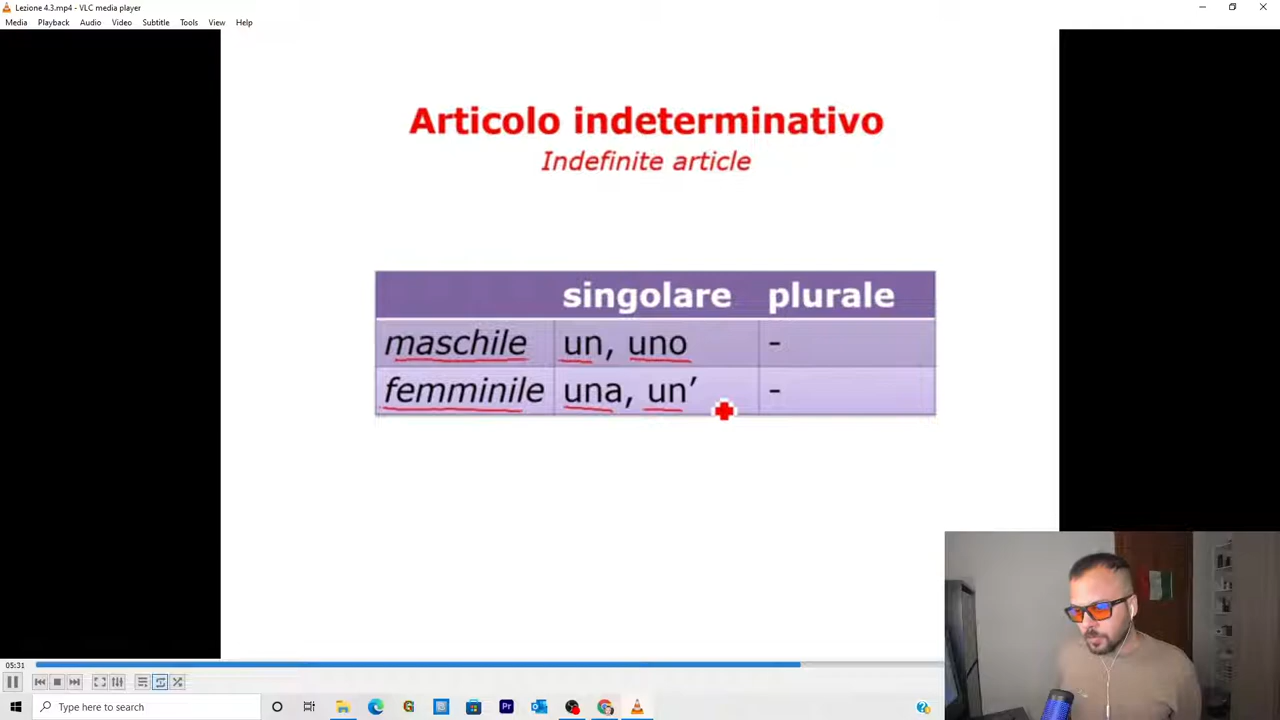 Lezione 4.3.mp4 - VLC media player
Media Playback Audio Video Subtitle Tools View Help
Articolo indeterminativo
Indefinite article
singolare plurale
maschile un, uno -
femminile una, un’ -
05:31
Type here to search